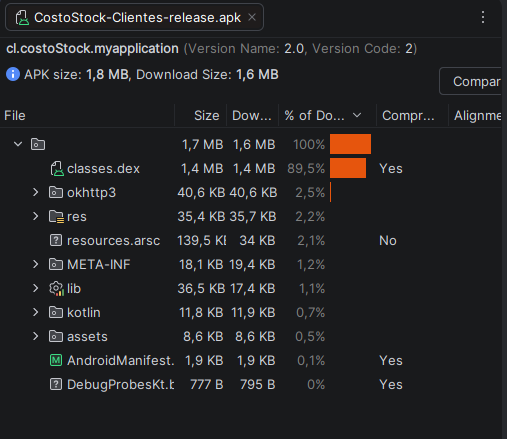 CostoStock-Clientes-release.apk
cl.costoStock.myapplication (Version Name: 2.0, Version Code: 2)
APK size: 1,8 MB, Download Size: 1,6 MB
Compar
File Size Dow... % of Do... Compr... Alignme
1,7 MB 1,6 MB 100%
classes.dex 1,4 MB 1,4 MB 89,5% Yes
okhttp3 40,6 KB 40,6 KB 2,5%
res 35,4 KB 35,7 KB 2,2%
resources.arsc 139,5 KB 34 KB 2,1% No
META-INF 18,1 KB 19,4 KB 1,2%
lib 36,5 KB 17,4 KB 1,1%
kotlin 11,8 KB 11,9 KB 0,7%
assets 8,6 KB 8,6 KB 0,5%
AndroidManifest. 1,9 KB 1,9 KB 0,1% Yes
DebugProbesKt.b 777 B 795 B 0% Yes